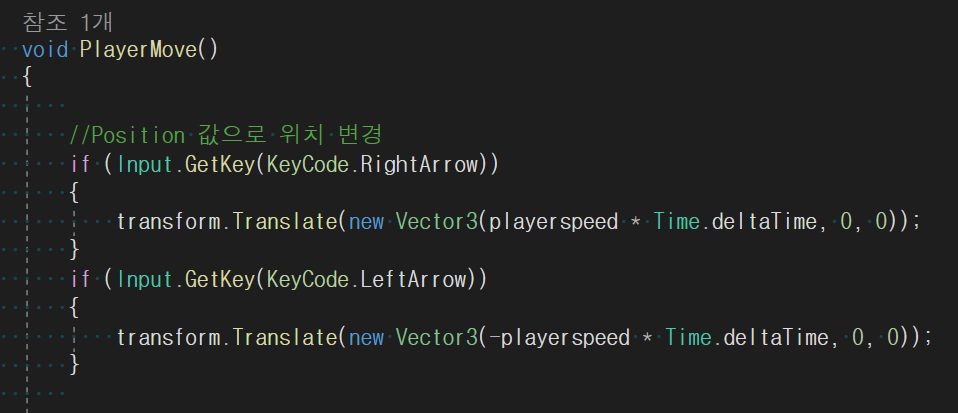 참조 1개
void PlayerMove()
{
//Position 값으로 위치 변경
if (Input.GetKey(KeyCode.RightArrow))
{
transform.Translate(new Vector3(playerspeed * Time.deltaTime, 0, 0));
}
if (Input.GetKey(KeyCode.LeftArrow))
{
transform.Translate(new Vector3(-playerspeed * Time.deltaTime, 0, 0));
}